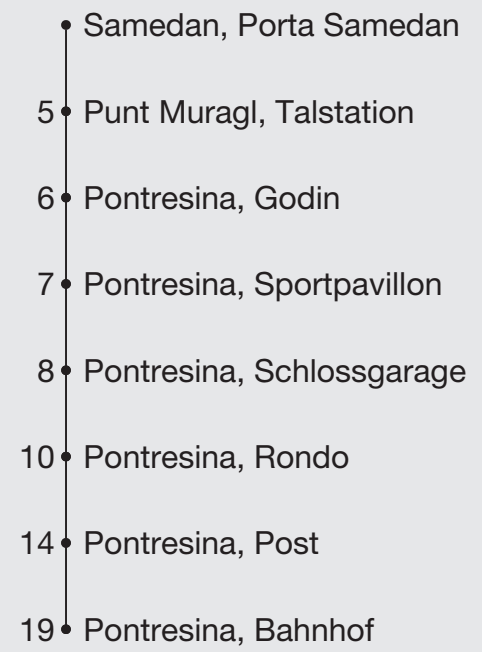 Samedan, Porta Samedan
5 Punt Muragl, Talstation
6 Pontresina, Godin
7 Pontresina, Sportpavillon
8 Pontresina, Schlossgarage
10 Pontresina, Rondo
14 Pontresina, Post
19 Pontresina, Bahnhof